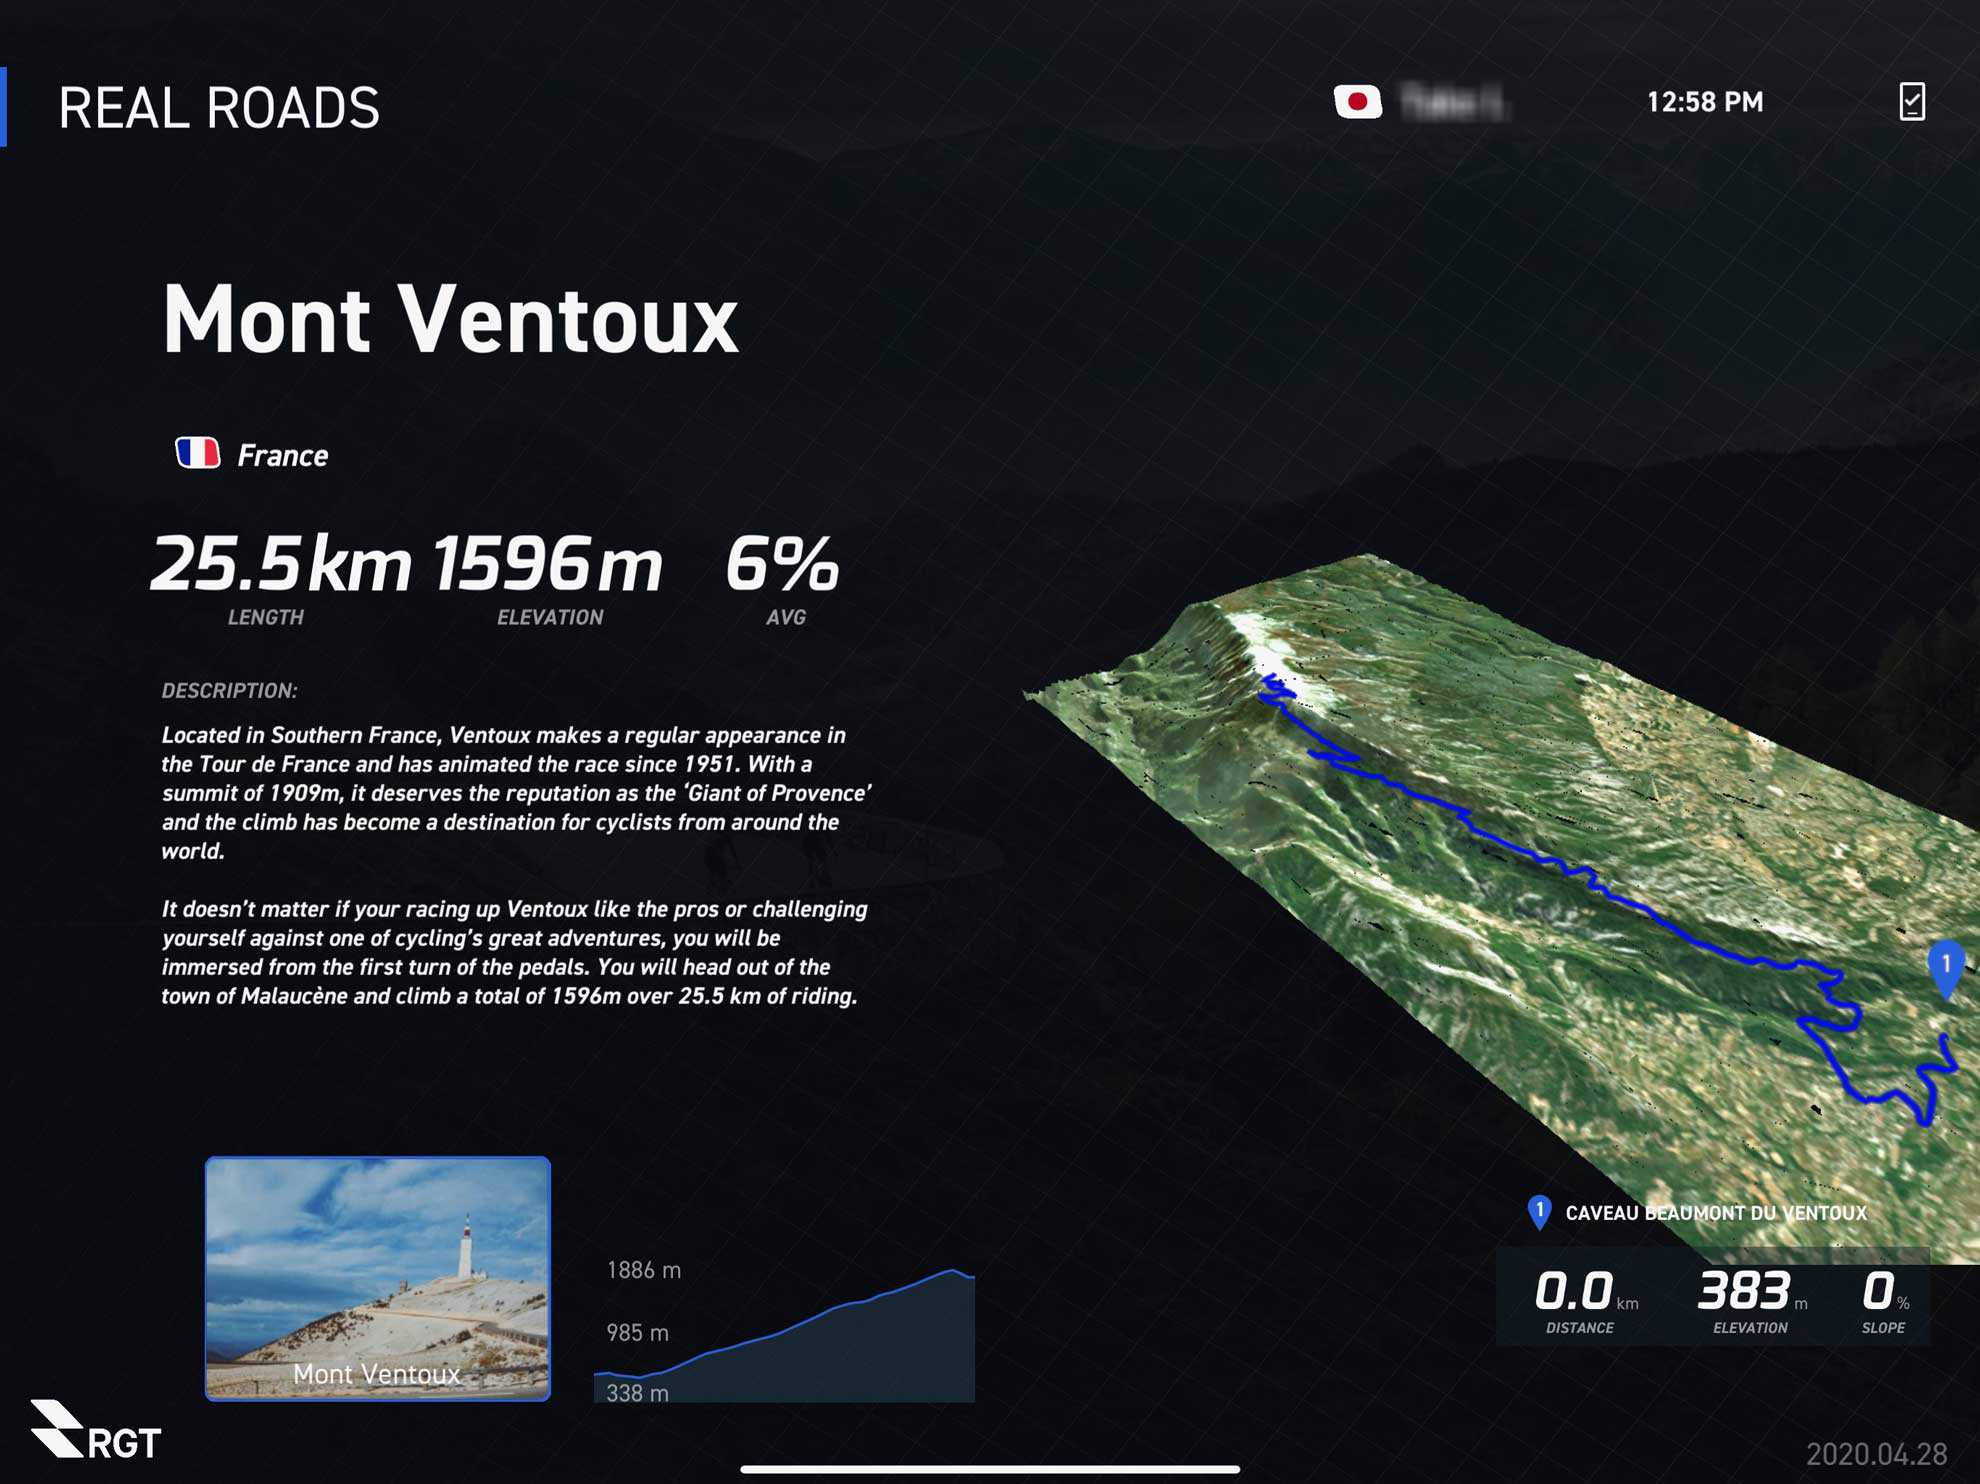 REAL ROADS
12:58 PM
Mont Ventoux
France
25.5 km 1596 m 6%
LENGTH ELEVATION AVG
DESCRIPTION:
Located in Southern France, Ventoux makes a regular appearance in
the Tour de France and has animated the race since 1951. With a
summit of 1909m, it deserves the reputation as the ‘Giant of Provence’
and the climb has become a destination for cyclists from around the
world.
It doesn’t matter if your racing up Ventoux like the pros or challenging
yourself against one of cycling’s great adventures, you will be
immersed from the first turn of the pedals. You will head out of the
town of Malaucène and climb a total of 1596m over 25.5 km of riding.
1
1 CAVEAU BEAUMONT DU VENTOUX
0.0 km 383 m 0 %
DISTANCE ELEVATION SLOPE
Mont Ventoux
1886 m
985 m
338 m
RGT
2020.04.28